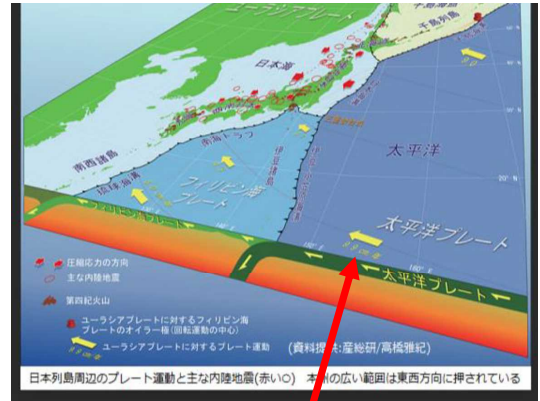 ユーラシアプレート
千島列島
日本海
太平洋
南海トラフ
伊豆諸島
南西諸島
琉球海溝
フィリピン海
プレート
太平洋プレート
フィリピン海プレート
太平洋プレート
圧縮応力の方向
主な内陸地震
第四紀火山
ユーラシアプレートに対するフィリピン海
プレートのオイラー極(回転運動の中心)
ユーラシアプレートに対するプレート運動
(資料提供:産総研/高橋雅紀)
日本列島周辺のプレート運動と主な内陸地震(赤い○) 本州の広い範囲は東西方向に押されている